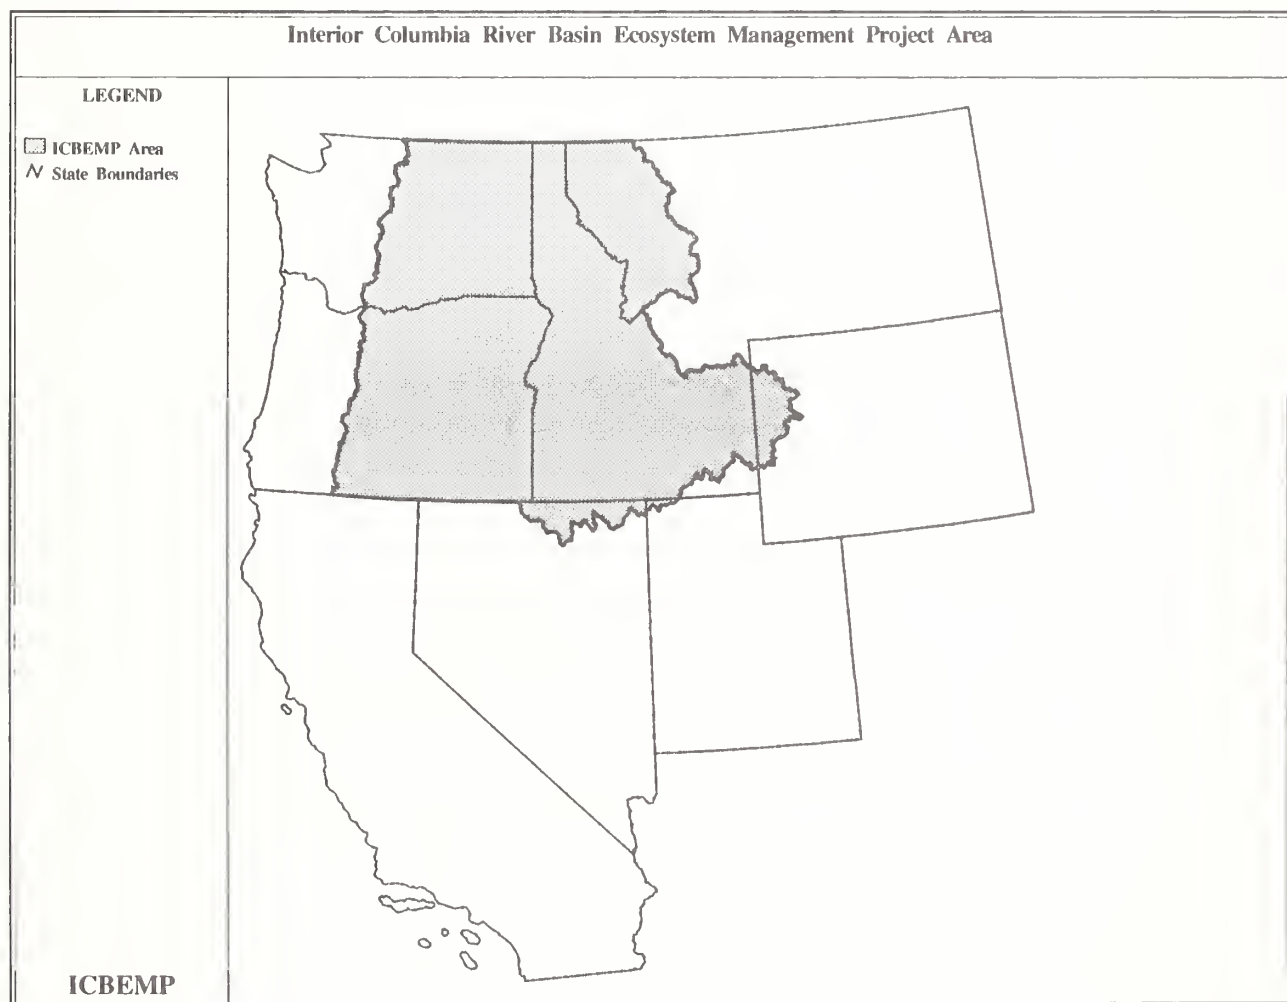 Interior Columbia River Basin Ecosystem Management Project Area
LEGEND
ICBEMP Area
State Boundaries
ICBEMP